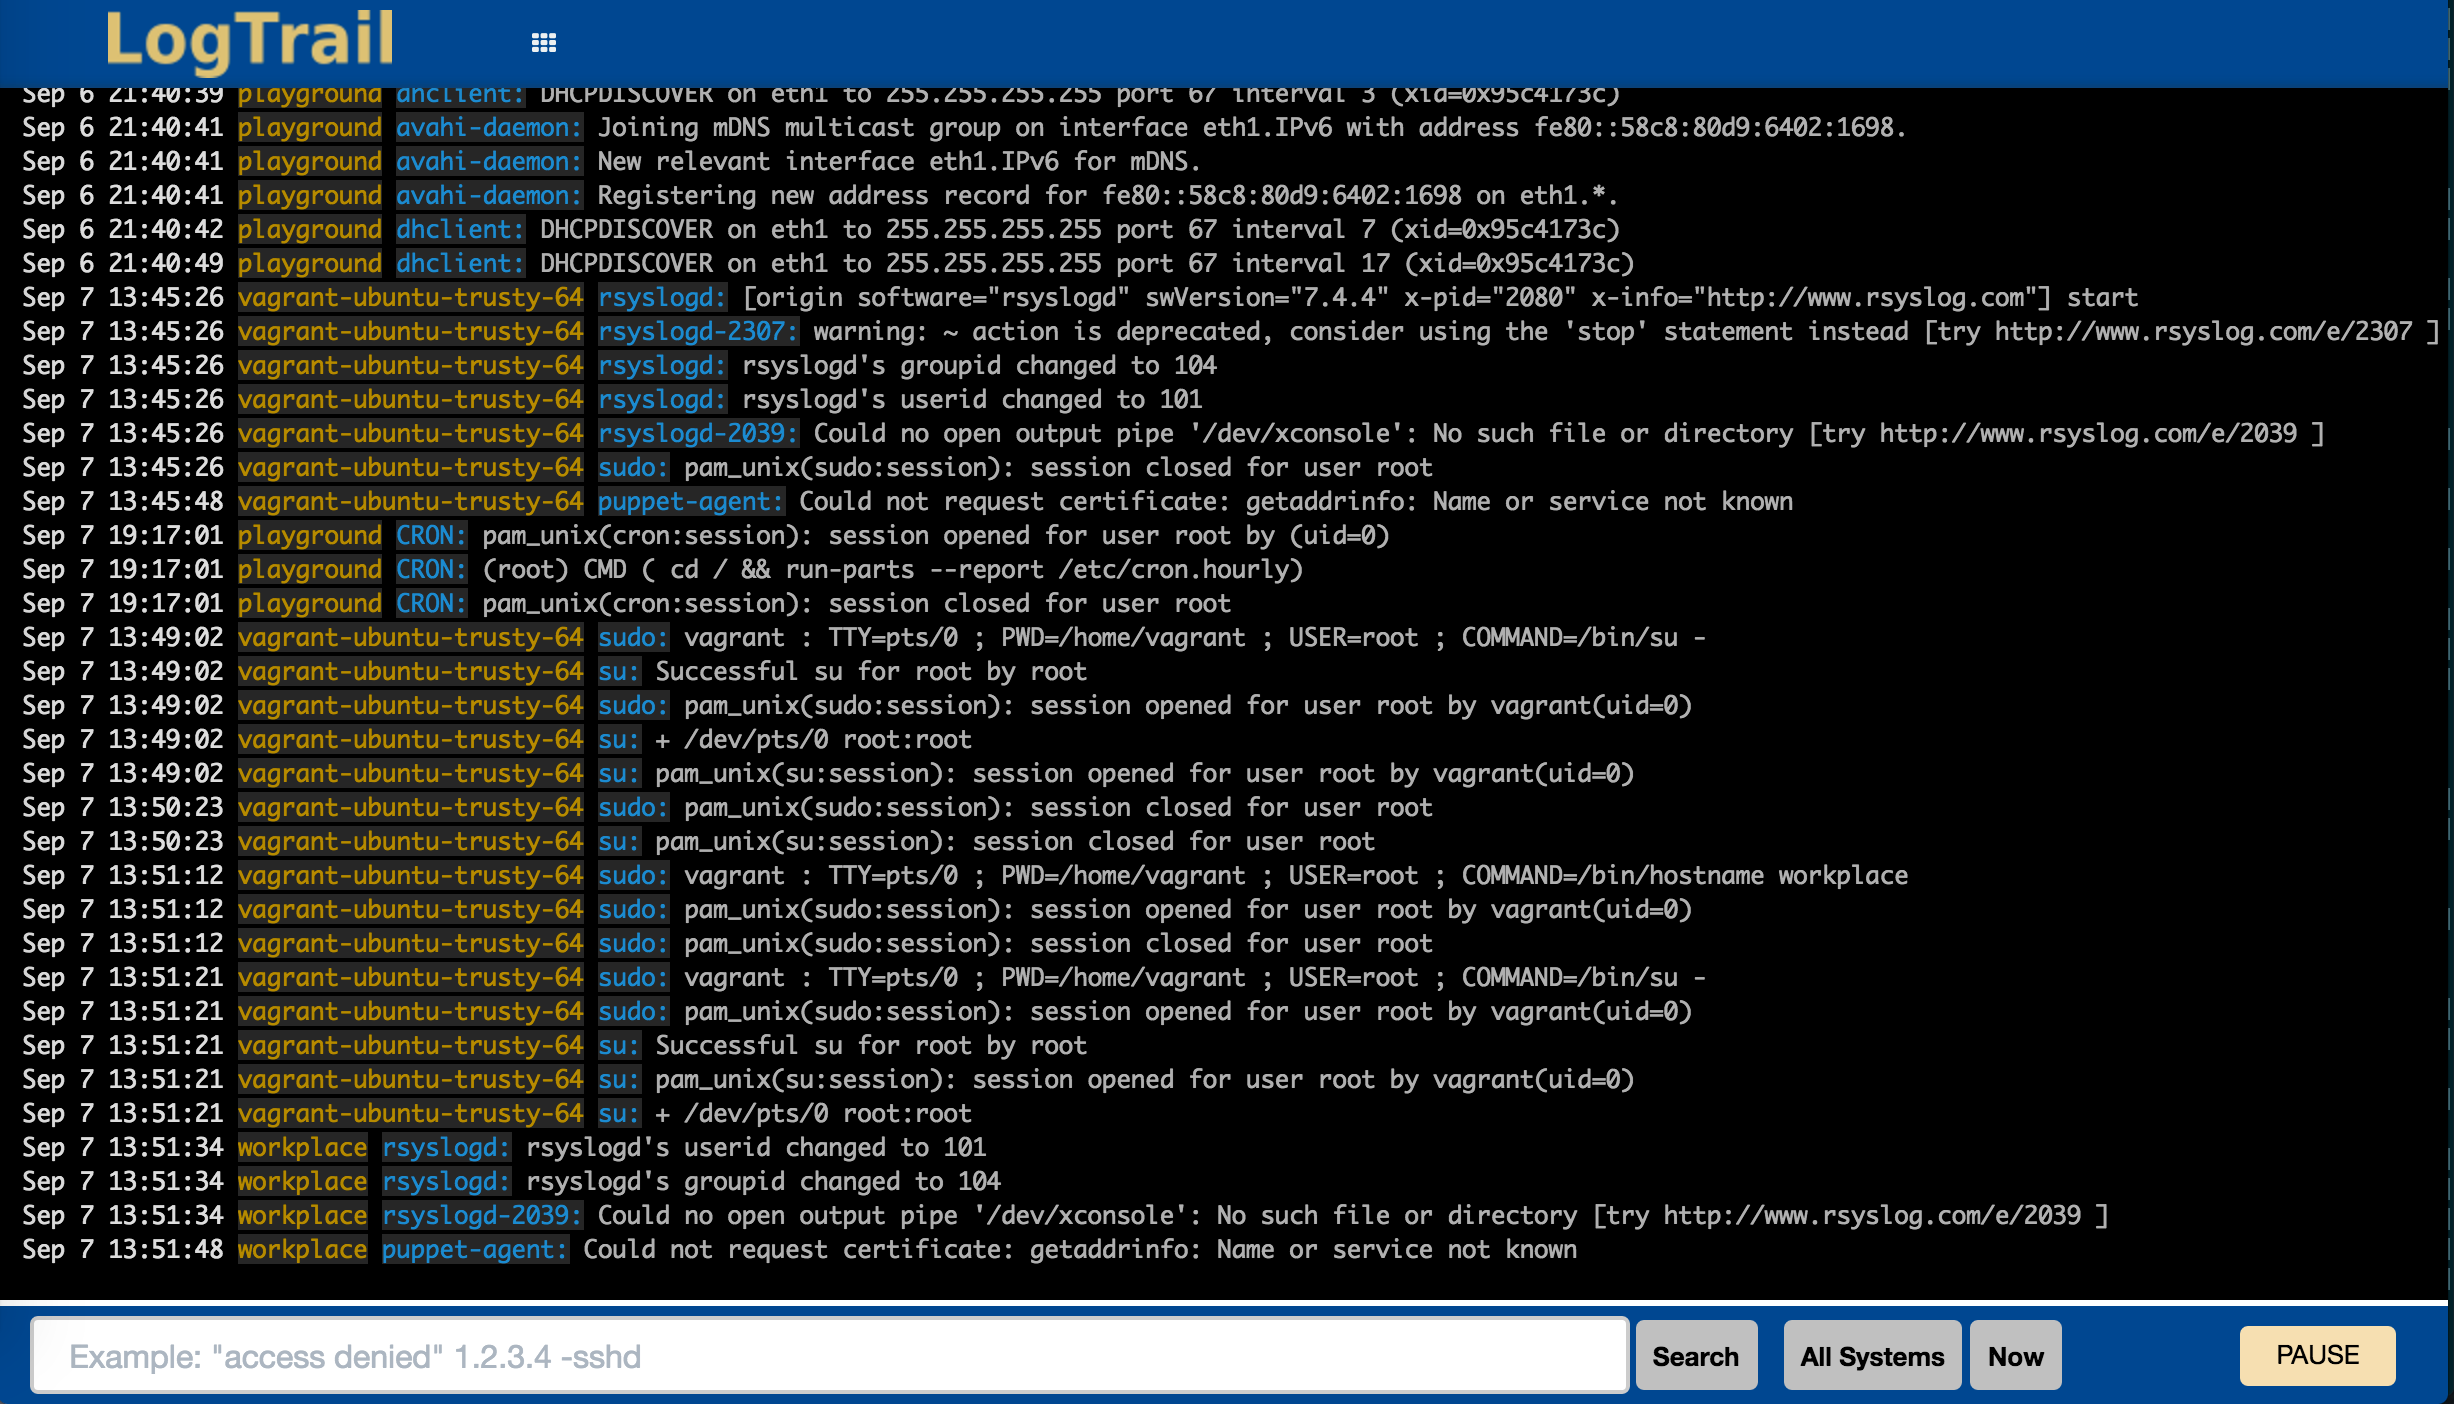 LogTrail
Sep 6 21:40:39 playground dhclient: DHCPDISCOVER on eth1 to 255.255.255.255 port 67 interval 3 (xid=0x95c4173c)
Sep 6 21:40:41 playground avahi-daemon: Joining mDNS multicast group on interface eth1.IPv6 with address fe80::58c8:80d9:6402:1698.
Sep 6 21:40:41 playground avahi-daemon: New relevant interface eth1.IPv6 for mDNS.
Sep 6 21:40:41 playground avahi-daemon: Registering new address record for fe80::58c8:80d9:6402:1698 on eth1.*.
Sep 6 21:40:42 playground dhclient: DHCPDISCOVER on eth1 to 255.255.255.255 port 67 interval 7 (xid=0x95c4173c)
Sep 6 21:40:49 playground dhclient: DHCPDISCOVER on eth1 to 255.255.255.255 port 67 interval 17 (xid=0x95c4173c)
Sep 7 13:45:26 vagrant-ubuntu-trusty-64 rsyslogd: [origin software="rsyslogd" swVersion="7.4.4" x-pid="2080" x-info="http://www.rsyslog.com"] start
Sep 7 13:45:26 vagrant-ubuntu-trusty-64 rsyslogd-2307: warning: ~ action is deprecated, consider using the 'stop' statement instead [try http://www.rsyslog.com/e/2307 ]
Sep 7 13:45:26 vagrant-ubuntu-trusty-64 rsyslogd: rsyslogd's groupid changed to 104
Sep 7 13:45:26 vagrant-ubuntu-trusty-64 rsyslogd: rsyslogd's userid changed to 101
Sep 7 13:45:26 vagrant-ubuntu-trusty-64 rsyslogd-2039: Could no open output pipe '/dev/xconsole': No such file or directory [try http://www.rsyslog.com/e/2039 ]
Sep 7 13:45:26 vagrant-ubuntu-trusty-64 sudo: pam_unix(sudo:session): session closed for user root
Sep 7 13:45:48 vagrant-ubuntu-trusty-64 puppet-agent: Could not request certificate: getaddrinfo: Name or service not known
Sep 7 19:17:01 playground CRON: pam_unix(cron:session): session opened for user root by (uid=0)
Sep 7 19:17:01 playground CRON: (root) CMD ( cd / && run-parts --report /etc/cron.hourly)
Sep 7 19:17:01 playground CRON: pam_unix(cron:session): session closed for user root
Sep 7 13:49:02 vagrant-ubuntu-trusty-64 sudo: vagrant : TTY=pts/0 ; PWD=/home/vagrant ; USER=root ; COMMAND=/bin/su -
Sep 7 13:49:02 vagrant-ubuntu-trusty-64 su: Successful su for root by root
Sep 7 13:49:02 vagrant-ubuntu-trusty-64 sudo: pam_unix(sudo:session): session opened for user root by vagrant(uid=0)
Sep 7 13:49:02 vagrant-ubuntu-trusty-64 su: + /dev/pts/0 root:root
Sep 7 13:49:02 vagrant-ubuntu-trusty-64 su: pam_unix(su:session): session opened for user root by vagrant(uid=0)
Sep 7 13:50:23 vagrant-ubuntu-trusty-64 sudo: pam_unix(sudo:session): session closed for user root
Sep 7 13:50:23 vagrant-ubuntu-trusty-64 su: pam_unix(su:session): session closed for user root
Sep 7 13:51:12 vagrant-ubuntu-trusty-64 sudo: vagrant : TTY=pts/0 ; PWD=/home/vagrant ; USER=root ; COMMAND=/bin/hostname workplace
Sep 7 13:51:12 vagrant-ubuntu-trusty-64 sudo: pam_unix(sudo:session): session opened for user root by vagrant(uid=0)
Sep 7 13:51:12 vagrant-ubuntu-trusty-64 sudo: pam_unix(sudo:session): session closed for user root
Sep 7 13:51:21 vagrant-ubuntu-trusty-64 sudo: vagrant : TTY=pts/0 ; PWD=/home/vagrant ; USER=root ; COMMAND=/bin/su -
Sep 7 13:51:21 vagrant-ubuntu-trusty-64 sudo: pam_unix(sudo:session): session opened for user root by vagrant(uid=0)
Sep 7 13:51:21 vagrant-ubuntu-trusty-64 su: Successful su for root by root
Sep 7 13:51:21 vagrant-ubuntu-trusty-64 su: pam_unix(su:session): session opened for user root by vagrant(uid=0)
Sep 7 13:51:21 vagrant-ubuntu-trusty-64 su: + /dev/pts/0 root:root
Sep 7 13:51:34 workplace rsyslogd: rsyslogd's userid changed to 101
Sep 7 13:51:34 workplace rsyslogd: rsyslogd's groupid changed to 104
Sep 7 13:51:34 workplace rsyslogd-2039: Could no open output pipe '/dev/xconsole': No such file or directory [try http://www.rsyslog.com/e/2039 ]
Sep 7 13:51:48 workplace puppet-agent: Could not request certificate: getaddrinfo: Name or service not known
Example: "access denied" 1.2.3.4 -sshd Search All Systems Now PAUSE